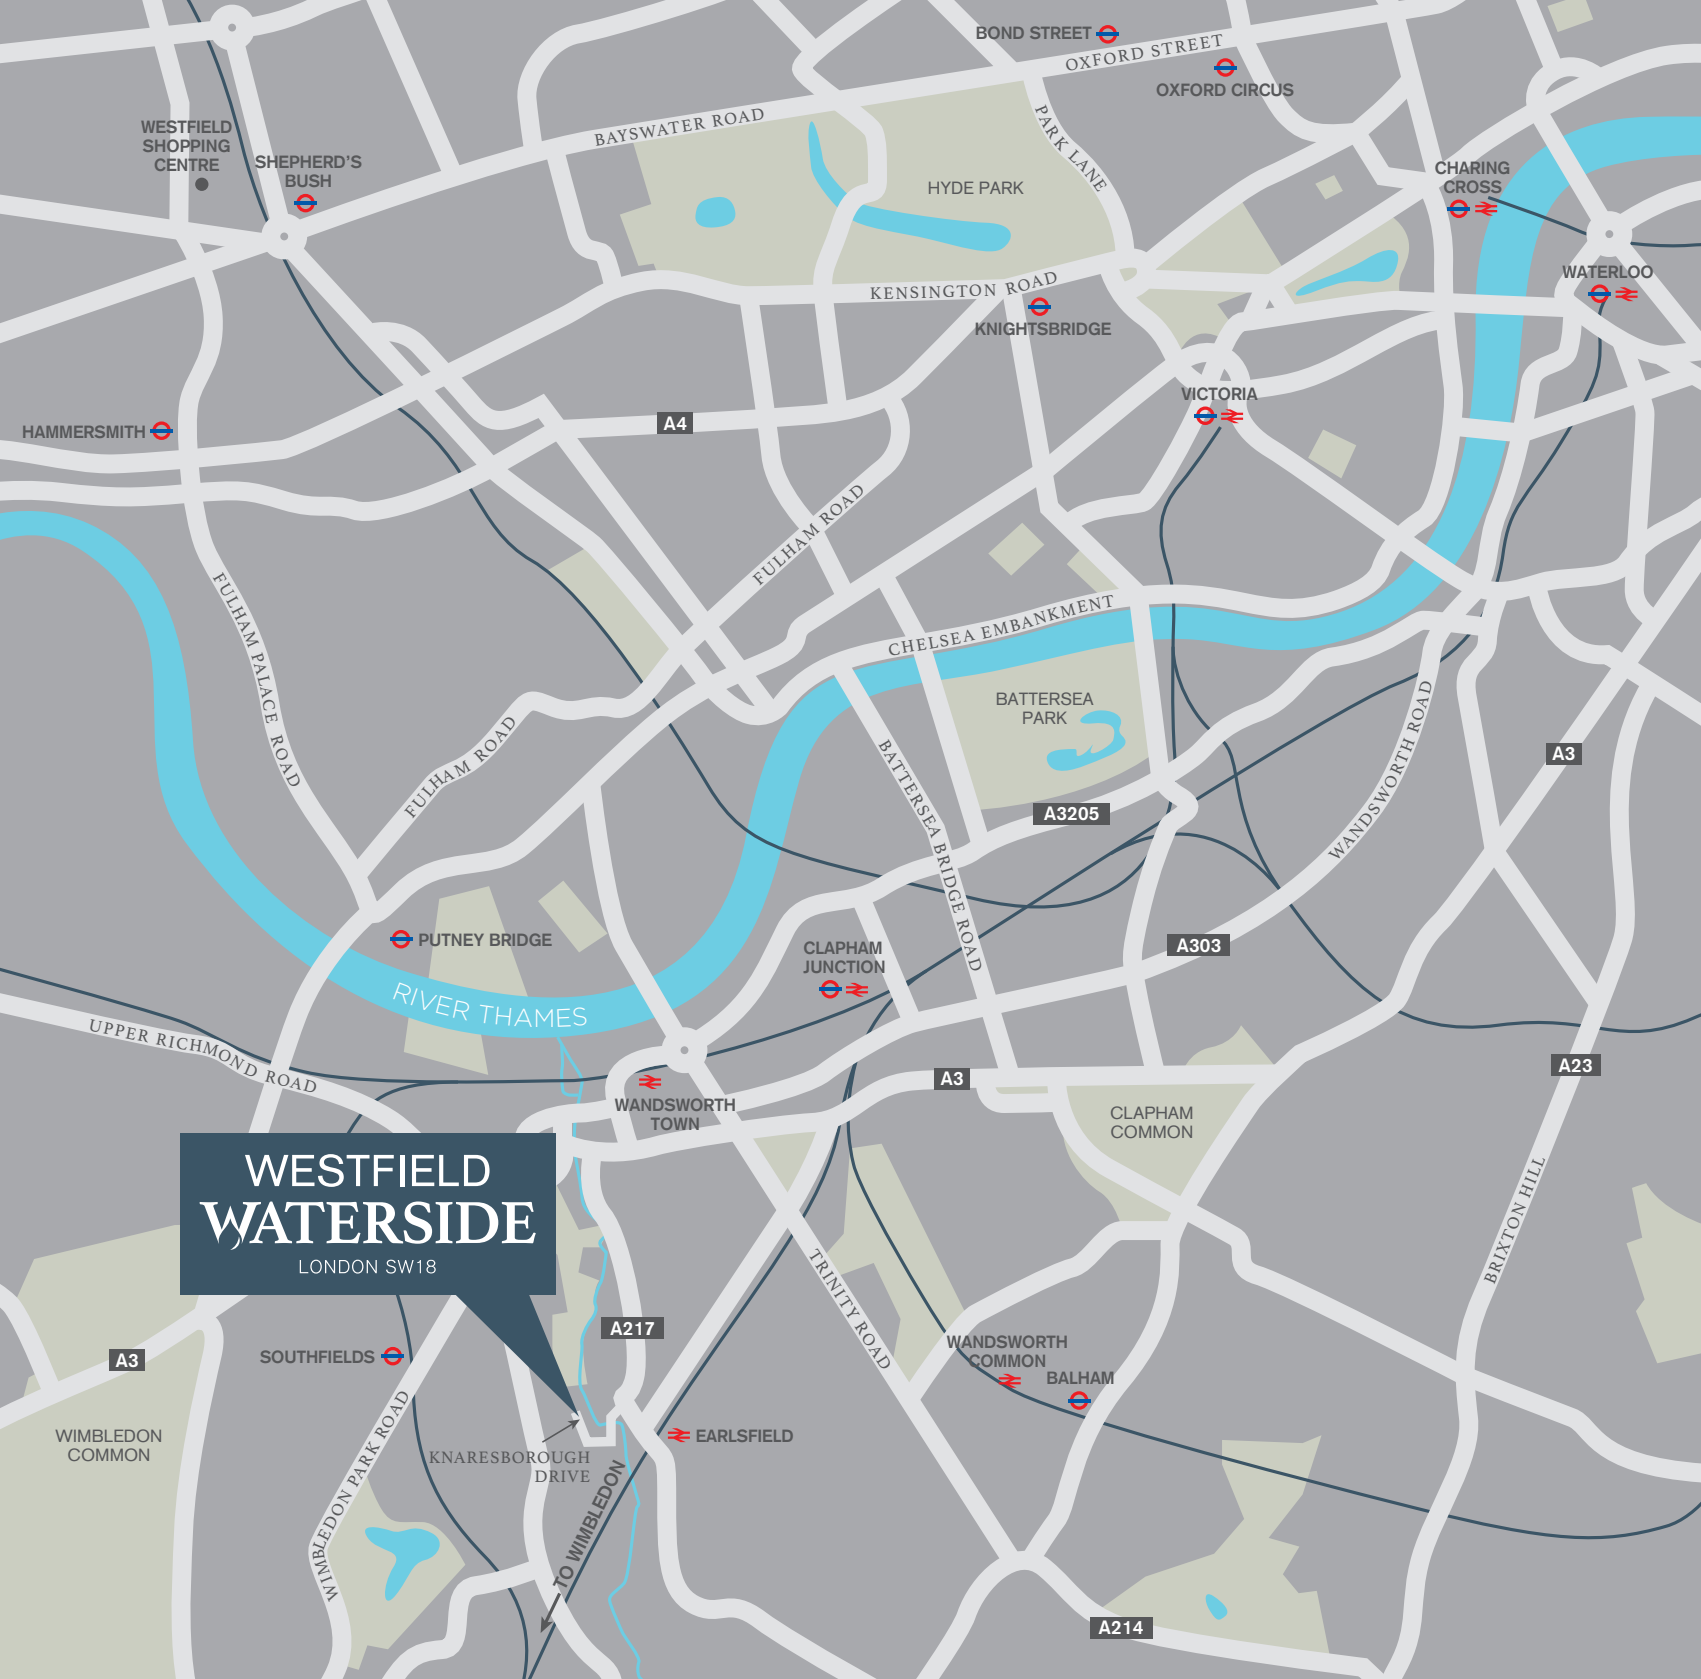 BOND STREET
OXFORD STREET
OXFORD CIRCUS
BAYSWATER ROAD
PARK LANE
WESTFIELD
SHOPPING
CENTRE
SHEPHERD'S
BUSH
HYDE PARK
CHARING
CROSS
WATERLOO
KENSINGTON ROAD
KNIGHTSBRIDGE
VICTORIA
HAMMERSMITH
A4
FULHAM ROAD
FULHAM PALACE ROAD
CHELSEA EMBANKMENT
BATTERSEA
PARK
FULHAM ROAD
BATTERSEA BRIDGE ROAD
WANDSWORTH ROAD
A3
A3205
PUTNEY BRIDGE
CLAPHAM
JUNCTION
A303
RIVER THAMES
UPPER RICHMOND ROAD
A3
A23
WANDSWORTH
TOWN
CLAPHAM
COMMON
WESTFIELD
WATERSIDE
LONDON SW18
BRIXTON HILL
TRINITY ROAD
A217
A3
SOUTHFIELDS
WANDSWORTH
COMMON
BALHAM
WIMBLEDON
COMMON
WIMBLEDON PARK ROAD
EARLSFIELD
KNARESBOROUGH
DRIVE
TO WIMBLEDON
A214